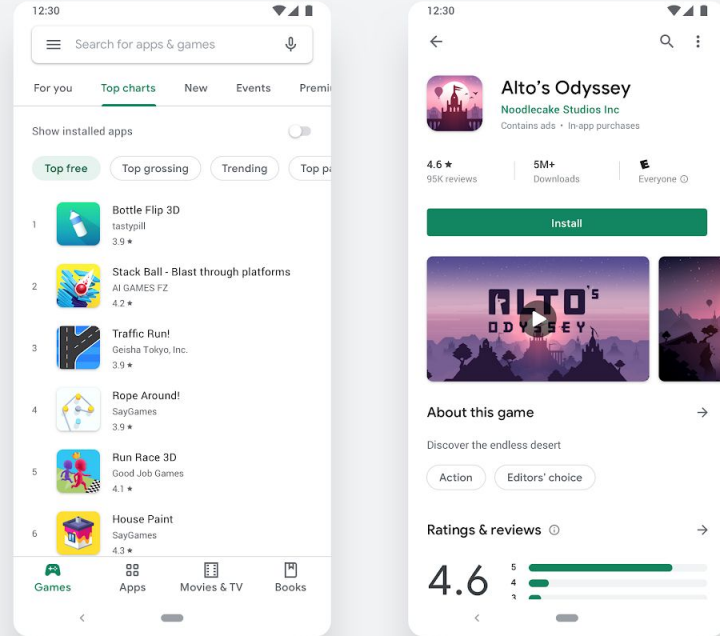 12:30
Search for apps & games
For you
Top charts
New
Events
Premi
Show installed apps
Top free
Top grossing
Trending
Top pa
1
Bottle Flip 3D
tastypill
3.9 ★
2
Stack Ball - Blast through platforms
AI GAMES FZ
4.2 ★
3
Traffic Run!
Geisha Tokyo, Inc.
3.9 ★
4
Rope Around!
SayGames
3.9 ★
5
Run Race 3D
Good Job Games
4.1 ★
6
House Paint
SayGames
4.3 ★
Games
Apps
Movies & TV
Books
12:30
Alto's Odyssey
Noodlecake Studios Inc
Contains ads • In-app purchases
4.6 ★
95K reviews
5M+
Downloads
E
Everyone
Install
ALTO'S
ODYSSEY
About this game
Discover the endless desert
Action
Editors' choice
Ratings & reviews
4.6
5
4
3